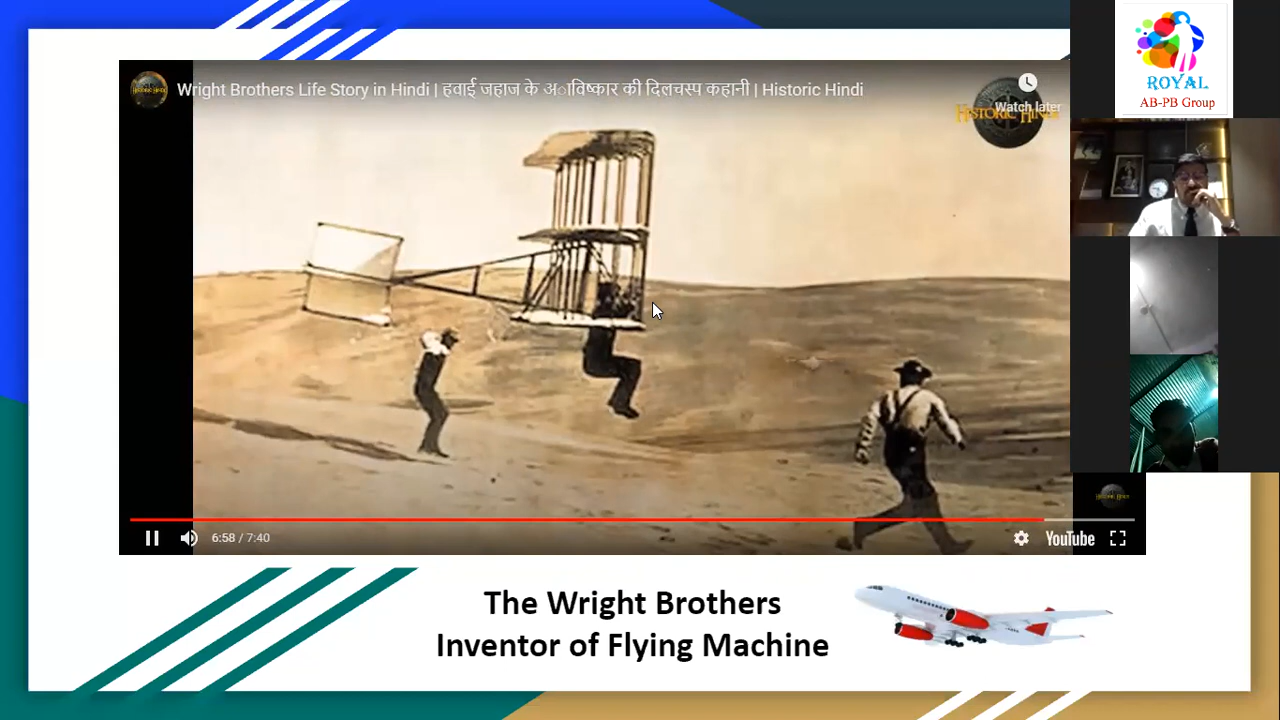 Wright Brothers Life Story in Hindi | हवाई जहाज के अाविष्कार की दिलचस्प कहानी | Historic Hindi
Watch later
HISTORIC HINDI
ROYAL
AB-PB Group
6:58 / 7:40
YouTube
The Wright Brothers
Inventor of Flying Machine